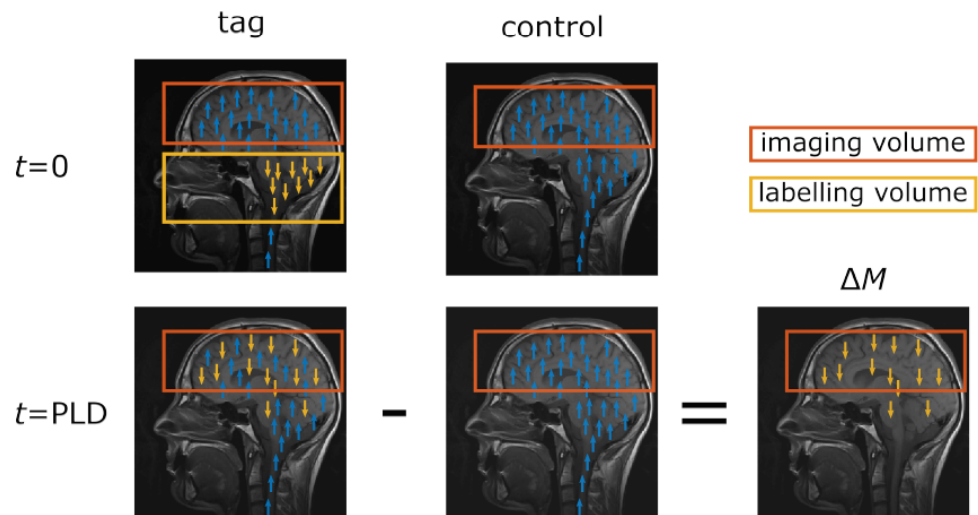 tag
control
t=0
imaging volume
labelling volume
ΔM
t=PLD
-
=